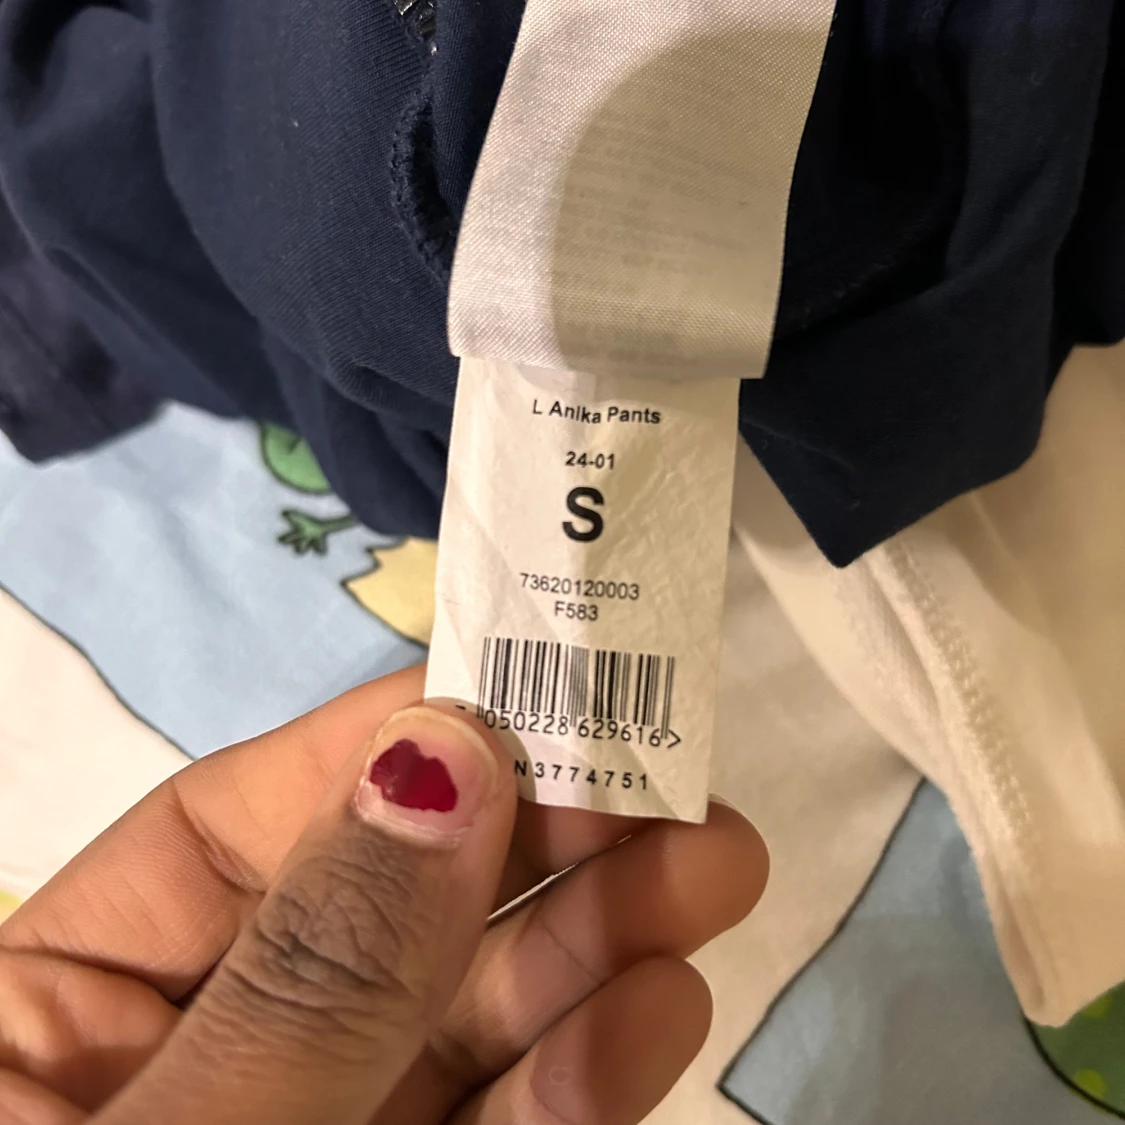 L Anika Pants
24-01
S
73620120003
F583
050228 629616>
N3774751